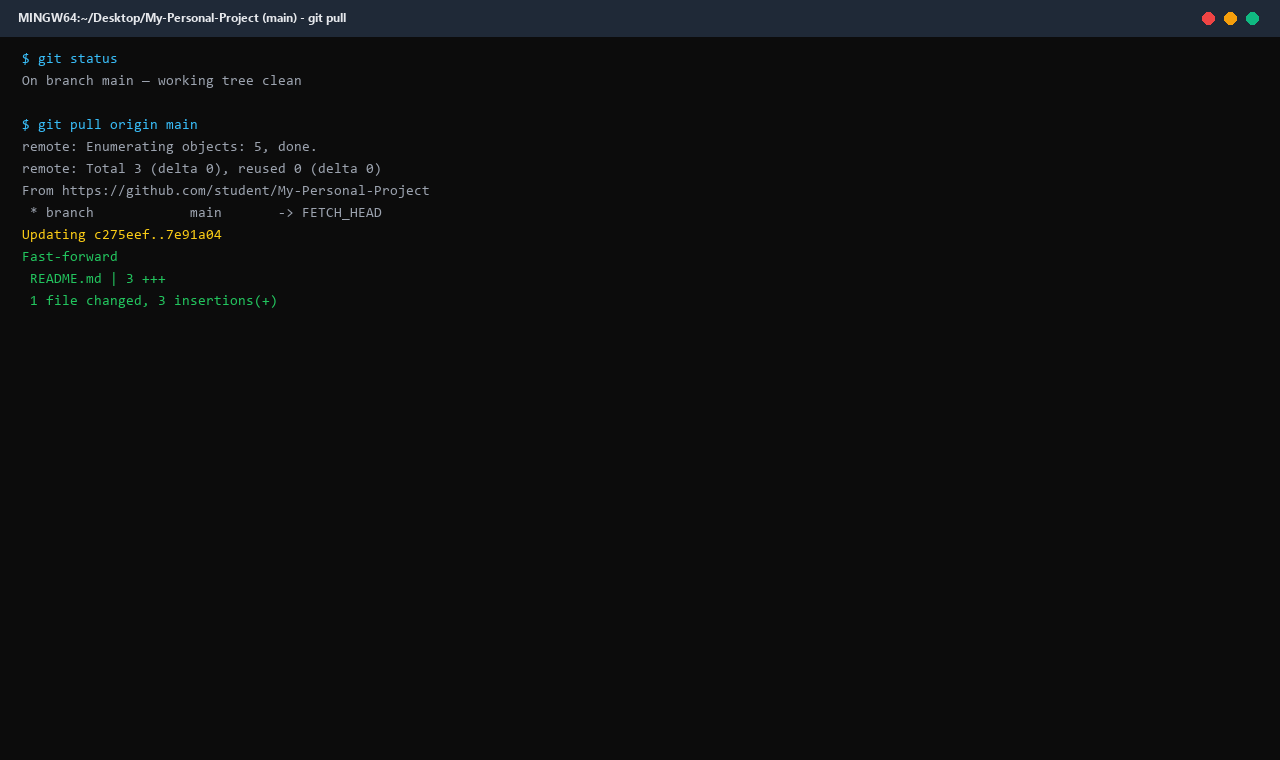 MINGW64:~/Desktop/My-Personal-Project (main) - git pull
$ git status
On branch main — working tree clean
$ git pull origin main
remote: Enumerating objects: 5, done.
remote: Total 3 (delta 0), reused 0 (delta 0)
From https://github.com/student/My-Personal-Project
 * branch            main       -> FETCH_HEAD
Updating c275eef..7e91a04
Fast-forward
 README.md | 3 +++
 1 file changed, 3 insertions(+)